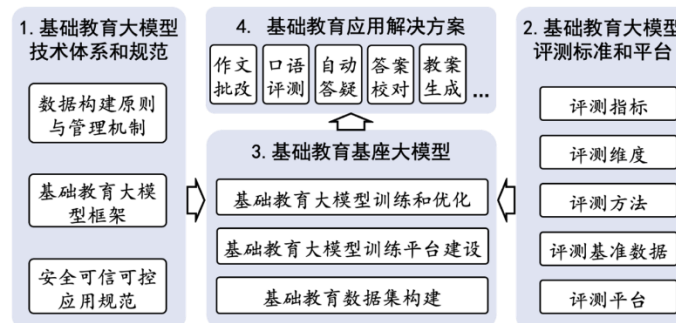 1. 基础教育大模型
技术体系和规范
数据构建原则
与管理机制
基础教育大模
型框架
安全可信可控
应用规范
4. 基础教育应用解决方案
作文
批改
口语
评测
自动
答疑
答案
校对
教案
生成
...
3. 基础教育基座大模型
基础教育大模型训练和优化
基础教育大模型训练平台建设
基础教育数据集构建
2. 基础教育大模型
评测标准和平台
评测指标
评测维度
评测方法
评测基准数据
评测平台